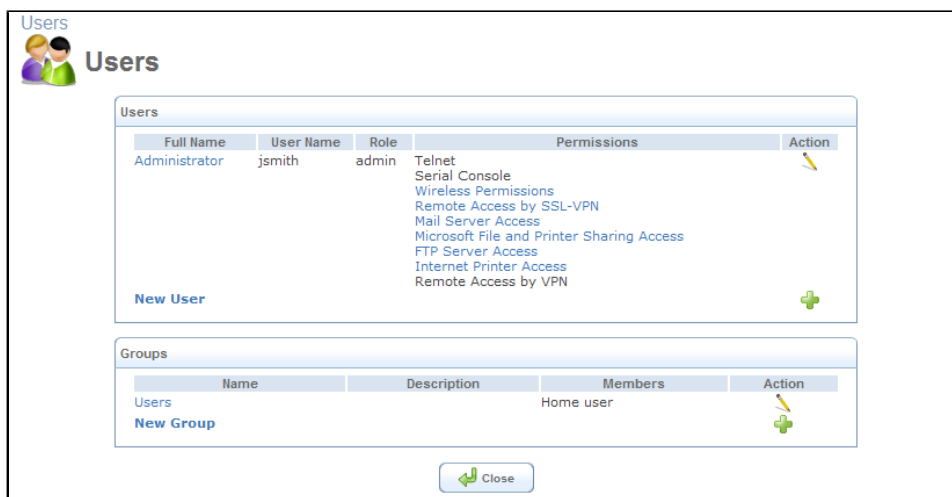 Users
Users
Users
Full Name User Name Role Permissions Action
Administrator jsmith admin Telnet
Serial Console
Wireless Permissions
Remote Access by SSL-VPN
Mail Server Access
Microsoft File and Printer Sharing Access
FTP Server Access
Internet Printer Access
Remote Access by VPN
New User
Groups
Name Description Members Action
Users Home user
New Group
Close